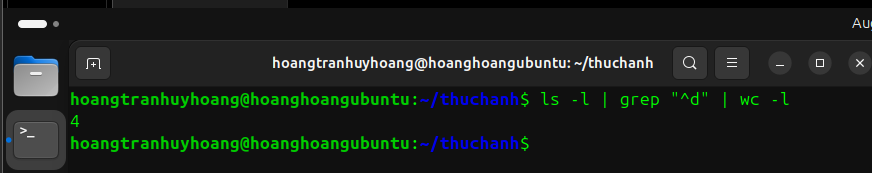 Aug
hoangtranhuyhoang@hoanghoangubuntu: ~/thuchanh
hoangtranhuyhoang@hoanghoangubuntu:~/thuchanh$ ls -l | grep "^d" | wc -l
4
hoangtranhuyhoang@hoanghoangubuntu:~/thuchanh$
>_